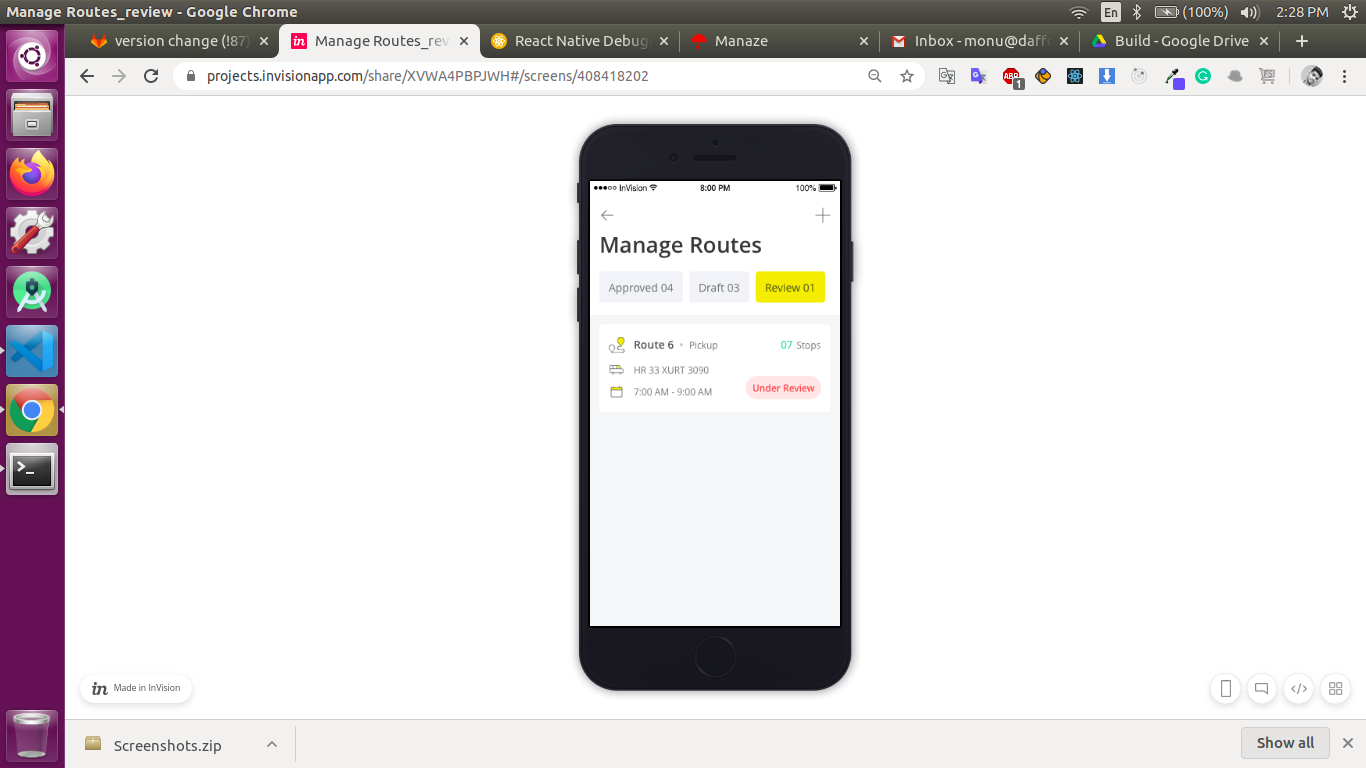 Manage Routes_review - Google Chrome
En
(100%)
2:28 PM
version change (!87)
Manage Routes_rev
React Native Debug
Manaze
Inbox - monu@daff
Build - Google Drive
projects.invisionapp.com/share/XVWA4PBPJWH#/screens/408418202
ABP
1
InVision
8:00 PM
100%
Manage Routes
Approved 04
Draft 03
Review 01
Route 6 • Pickup
07 Stops
HR 33 XURT 3090
7:00 AM - 9:00 AM
Under Review
in Made in InVision
Screenshots.zip
Show all